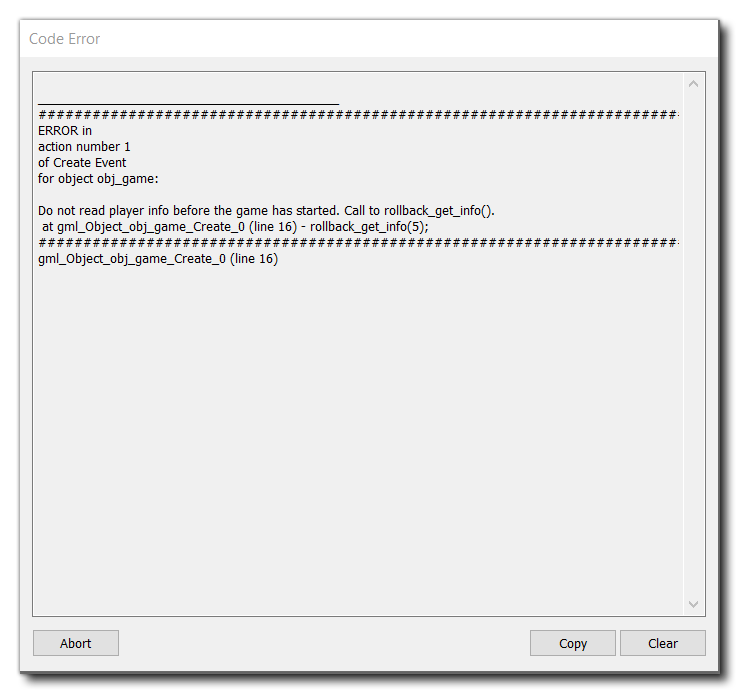 Code Error
___________________________________________
############################################################################
ERROR in
action number 1
of Create Event
for object obj_game:
Do not read player info before the game has started. Call to rollback_get_info().
at gml_Object_obj_game_Create_0 (line 16) - rollback_get_info(5);
############################################################################
gml_Object_obj_game_Create_0 (line 16)
Abort
Copy
Clear